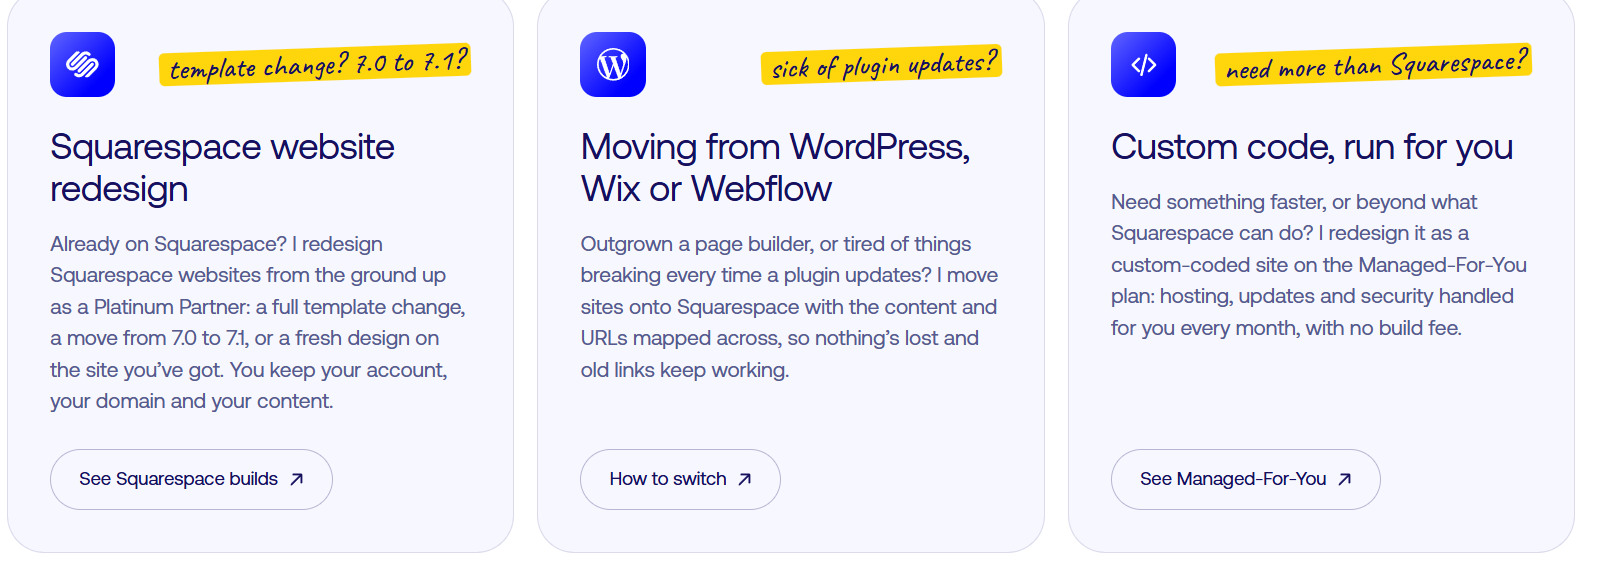 template change? 7.0 to 7.1?
Squarespace website
redesign
Already on Squarespace? I redesign
Squarespace websites from the ground up
as a Platinum Partner: a full template change,
a move from 7.0 to 7.1, or a fresh design on
the site you’ve got. You keep your account,
your domain and your content.
See Squarespace builds
sick of plugin updates?
Moving from WordPress,
Wix or Webflow
Outgrown a page builder, or tired of things
breaking every time a plugin updates? I move
sites onto Squarespace with the content and
URLs mapped across, so nothing’s lost and
old links keep working.
How to switch
need more than Squarespace?
Custom code, run for you
Need something faster, or beyond what
Squarespace can do? I redesign it as a
custom-coded site on the Managed-For-You
plan: hosting, updates and security handled
for you every month, with no build fee.
See Managed-For-You